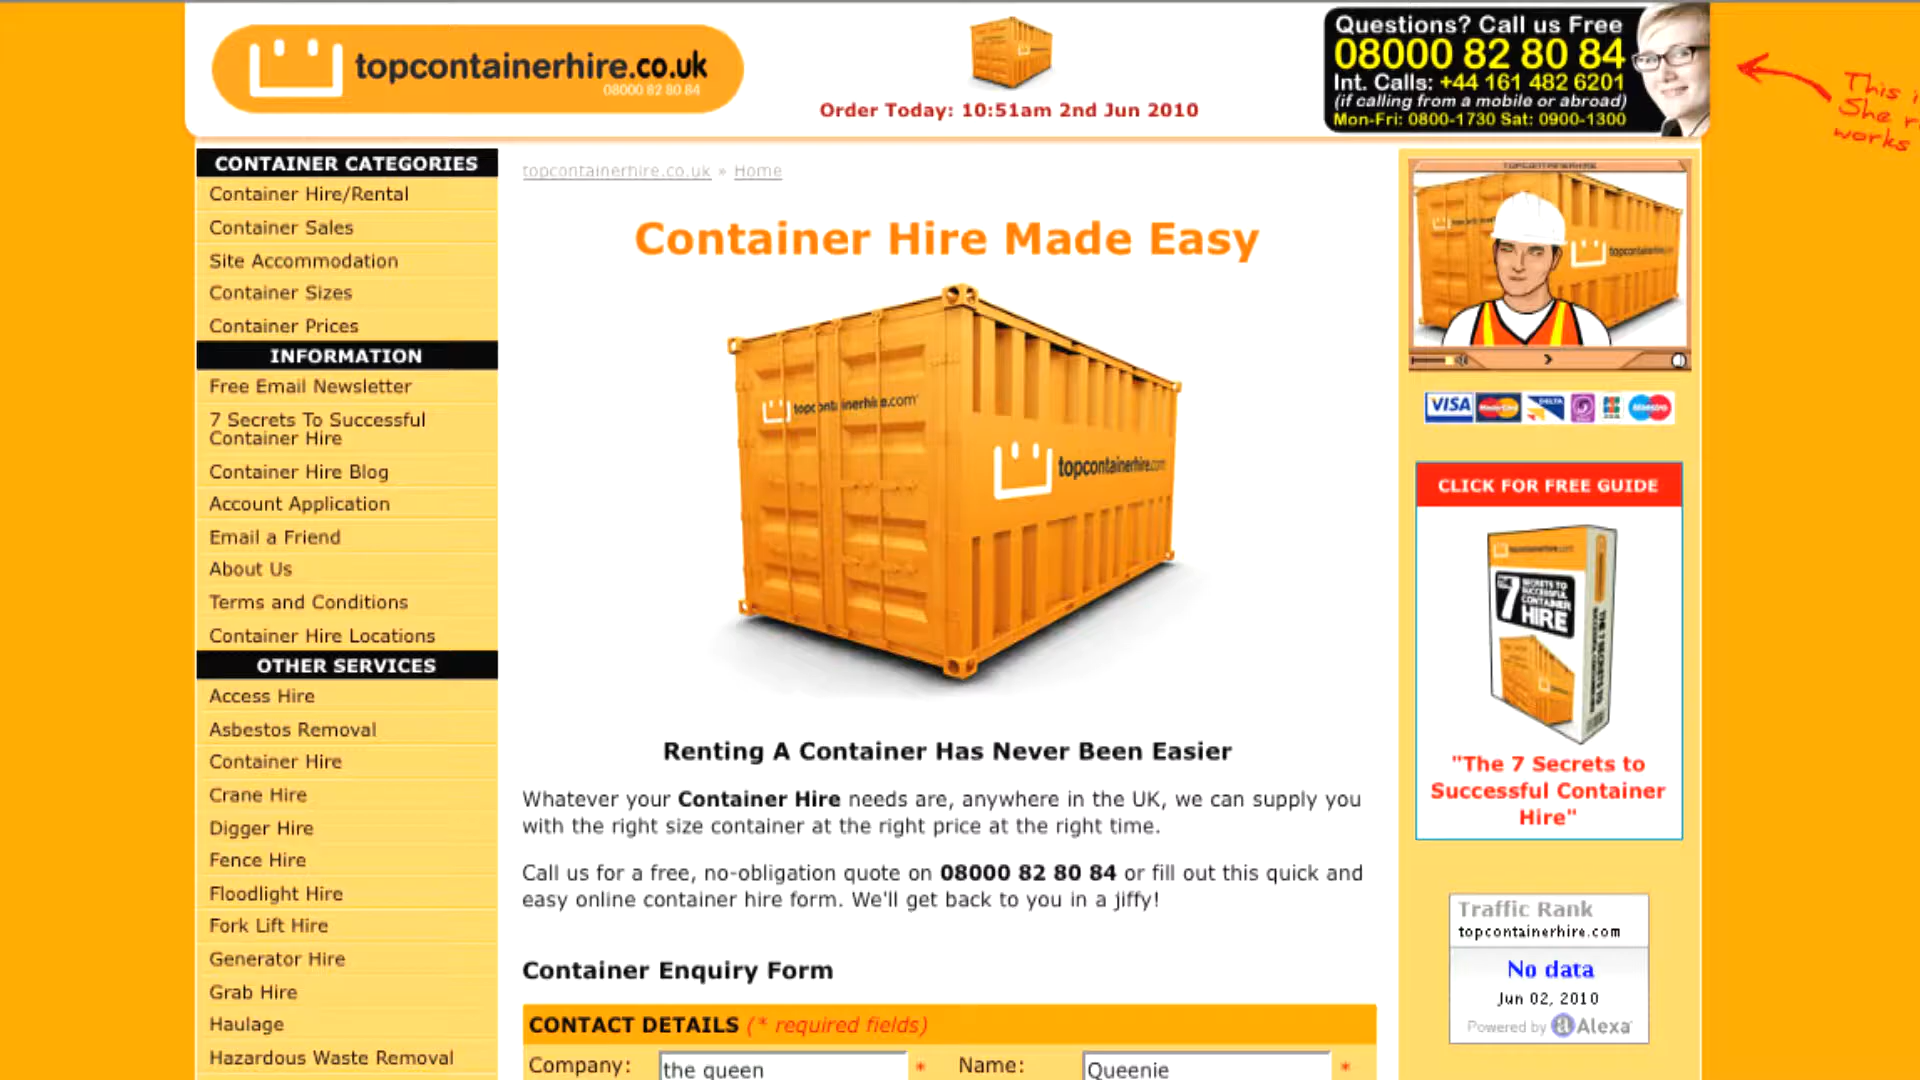 topcontainerhire.co.uk
08000 82 80 84
Order Today: 10:51am 2nd Jun 2010
Questions? Call us Free
08000 82 80 84
Int. Calls: +44 161 482 6201
(if calling from a mobile or abroad)
Mon-Fri: 0800-1730 Sat: 0900-1300
This
She
works
CONTAINER CATEGORIES
Container Hire/Rental
Container Sales
Site Accommodation
Container Sizes
Container Prices
INFORMATION
Free Email Newsletter
7 Secrets To Successful
Container Hire
Container Hire Blog
Account Application
Email a Friend
About Us
Terms and Conditions
Container Hire Locations
OTHER SERVICES
Access Hire
Asbestos Removal
Container Hire
Crane Hire
Digger Hire
Fence Hire
Floodlight Hire
Fork Lift Hire
Generator Hire
Grab Hire
Haulage
Hazardous Waste Removal
topcontainerhire.co.uk » Home
Container Hire Made Easy
topcontainerhire.com
topcontainerhire.com
Renting A Container Has Never Been Easier
Whatever your Container Hire needs are, anywhere in the UK, we can supply you
with the right size container at the right price at the right time.
Call us for a free, no-obligation quote on 08000 82 80 84 or fill out this quick and
easy online container hire form. We'll get back to you in a jiffy!
Container Enquiry Form
CONTACT DETAILS (* required fields)
Company: the queen * Name: Queenie *
TOPCONTAINERHIRE
topcontainerhire
VISA MasterCard DELTA JCB Maestro
CLICK FOR FREE GUIDE
topcontainerhire.com
THE 7 SECRETS TO
SUCCESSFUL
CONTAINER
HIRE
THE 7 SECRETS TO
"The 7 Secrets to
Successful Container
Hire"
Traffic Rank
topcontainerhire.com
No data
Jun 02, 2010
Powered by Alexa